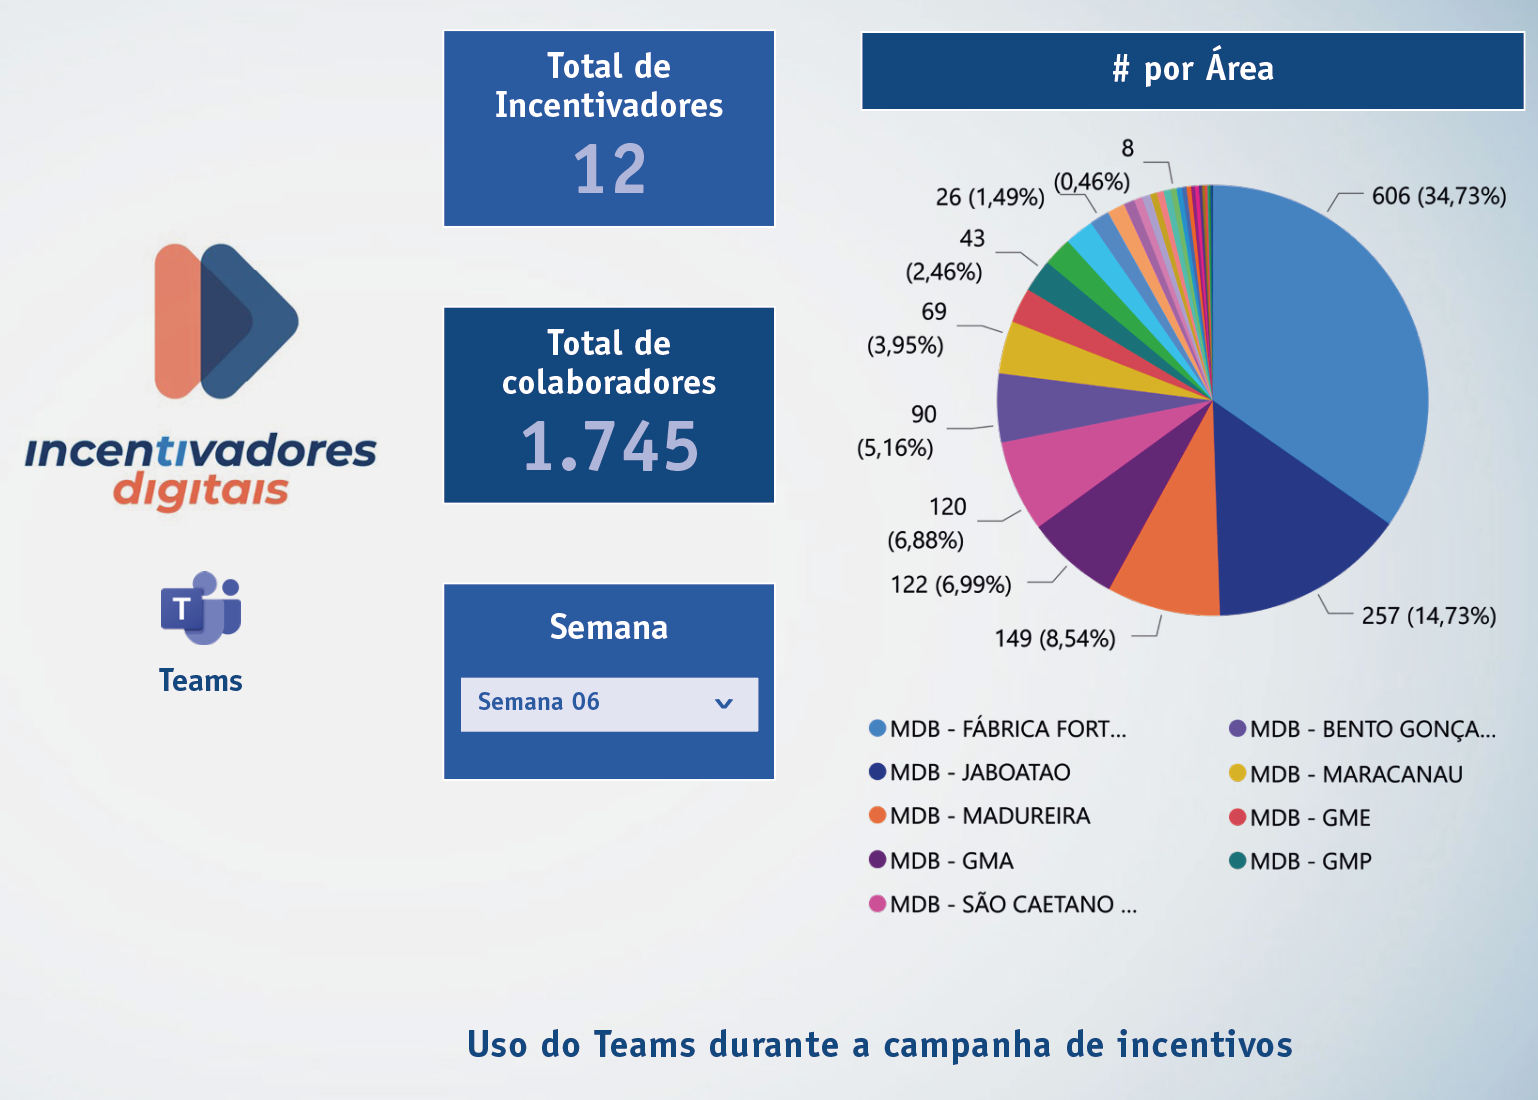 Total de
Incentivadores
12
incentivadores
digitais
T
Teams
Total de
colaboradores
1.745
Semana
Semana 06
# por Área
606 (34,73%)
257 (14,73%)
149 (8,54%)
122 (6,99%)
120
(6,88%)
90
(5,16%)
69
(3,95%)
43
(2,46%)
26 (1,49%)
8
(0,46%)
MDB - FÁBRICA FORT...
MDB - JABOATAO
MDB - MADUREIRA
MDB - GMA
MDB - SÃO CAETANO ...
MDB - BENTO GONÇA...
MDB - MARACANAU
MDB - GME
MDB - GMP
Uso do Teams durante a campanha de incentivos